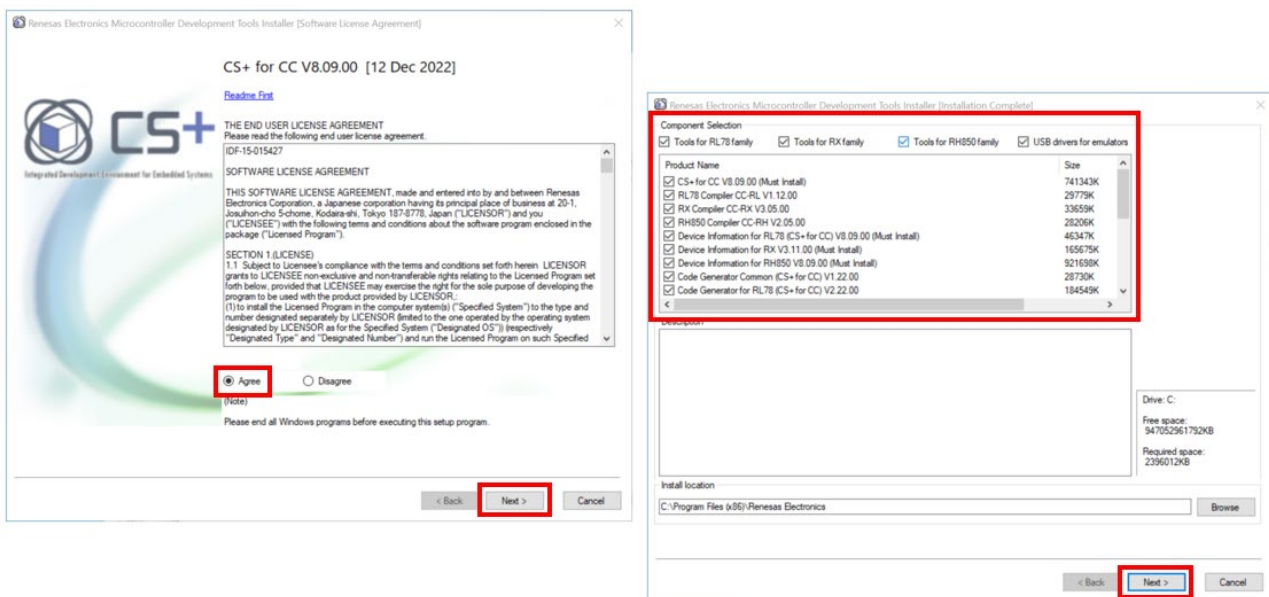 Renesas Electronics Microcontroller Development Tools Installer [Software License Agreement]
CS+ for CC V8.09.00 [12 Dec 2022]
Readme First
CS+
Integrated Development Environment for Embedded Systems
THE END USER LICENSE AGREEMENT
Please read the following end user license agreement.
IDF-15-015427
SOFTWARE LICENSE AGREEMENT
THIS SOFTWARE LICENSE AGREEMENT, made and entered into by and between Renesas
Electronics Corporation, a Japanese corporation having its principal place of business at 20-1,
Josuihon-cho 5-chome, Kodaira-shi, Tokyo 187-8778, Japan ("LICENSOR") and you
("LICENSEE") with the following terms and conditions about the software program enclosed in the
package ("Licensed Program").
SECTION 1.(LICENSE)
1.1 Subject to Licensee's compliance with the terms and conditions set forth herein LICENSOR
grants to LICENSEE non-exclusive and non-transferable rights relating to the Licensed Program set
forth below, provided that LICENSEE may exercise the right for the sole purpose of developing the
program to be used with the product provided by LICENSOR,:
(1) to install the Licensed Program in the computer system(s) ("Specified System") to the type and
number designated separately by LICENSOR (limited to the one operated by the operating system
designated by LICENSOR as for the Specified System ("Designated OS")) (respectively
"Designated Type" and "Designated Number") and run the Licensed Program on such Specified
Agree
Disagree
(Note)
Please end all Windows programs before executing this setup program.
< Back
Next >
Cancel
Renesas Electronics Microcontroller Development Tools Installer [Installation Complete]
Component Selection
Tools for RL78 family
Tools for RX family
Tools for RH850 family
USB drivers for emulators
Product Name Size
CS+ for CC V8.09.00 (Must Install) 741343K
RL78 Compiler CC-RL V1.12.00 29779K
RX Compiler CC-RX V3.05.00 33659K
RH850 Compiler CC-RH V2.05.00 28206K
Device Information for RL78 (CS+ for CC) V8.09.00 (Must Install) 46347K
Device Information for RX V3.11.00 (Must Install) 165675K
Device Information for RH850 V8.09.00 (Must Install) 921698K
Code Generator Common (CS+ for CC) V1.22.00 28730K
Code Generator for RL78 (CS+ for CC) V2.22.00 184549K
Description
Drive: C:
Free space:
947052961792KB
Required space:
2396012KB
Install location
C:\Program Files (x86)\Renesas Electronics
Browse
< Back
Next >
Cancel